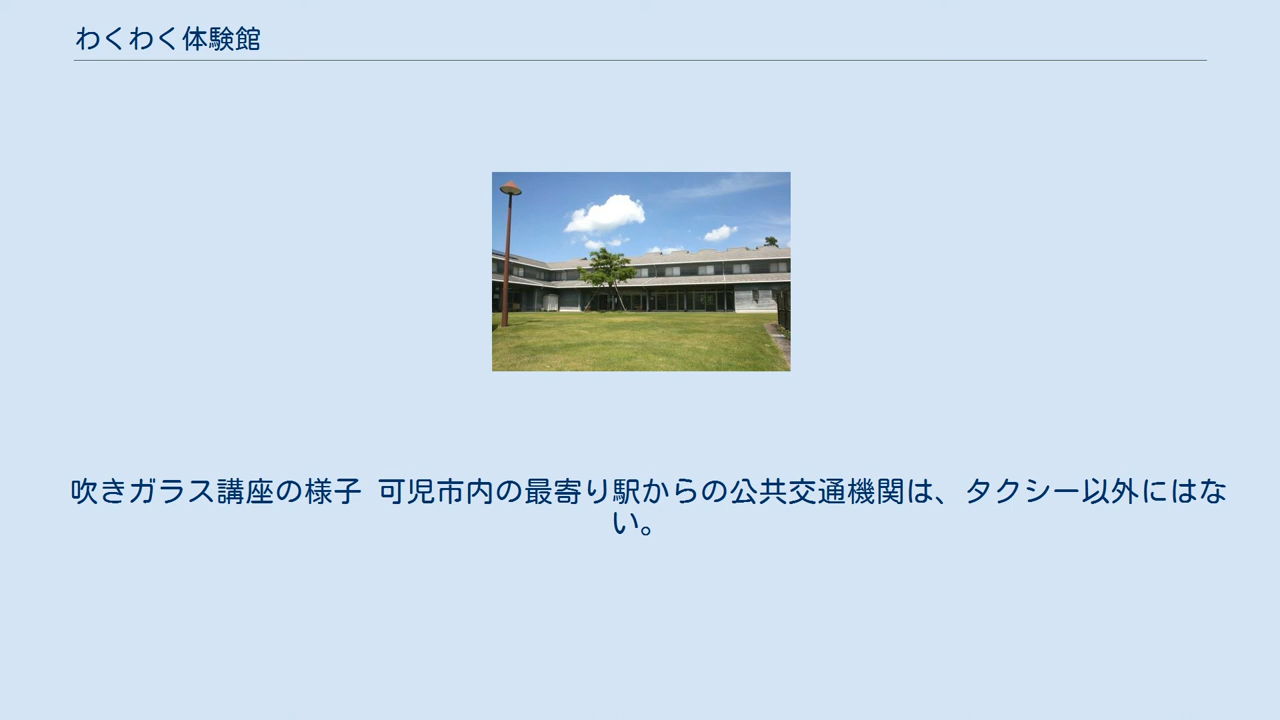 わくわく体験館
吹きガラス講座の様子 可児市内の最寄り駅からの公共交通機関は、タクシー以外にはな
い。